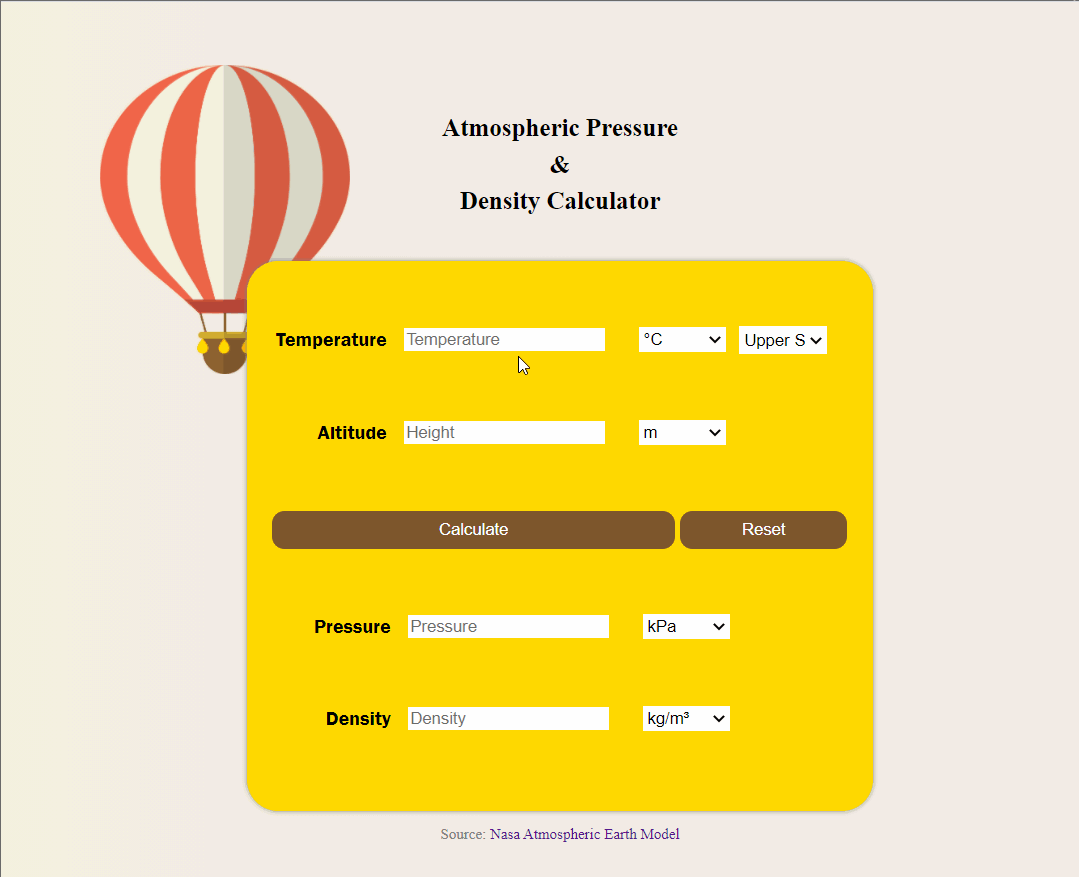 Atmospheric Pressure
&
Density Calculator
Temperature Temperature °C Upper S
Altitude Height m
Calculate Reset
Pressure Pressure kPa
Density Density kg/m³
Source: Nasa Atmospheric Earth Model